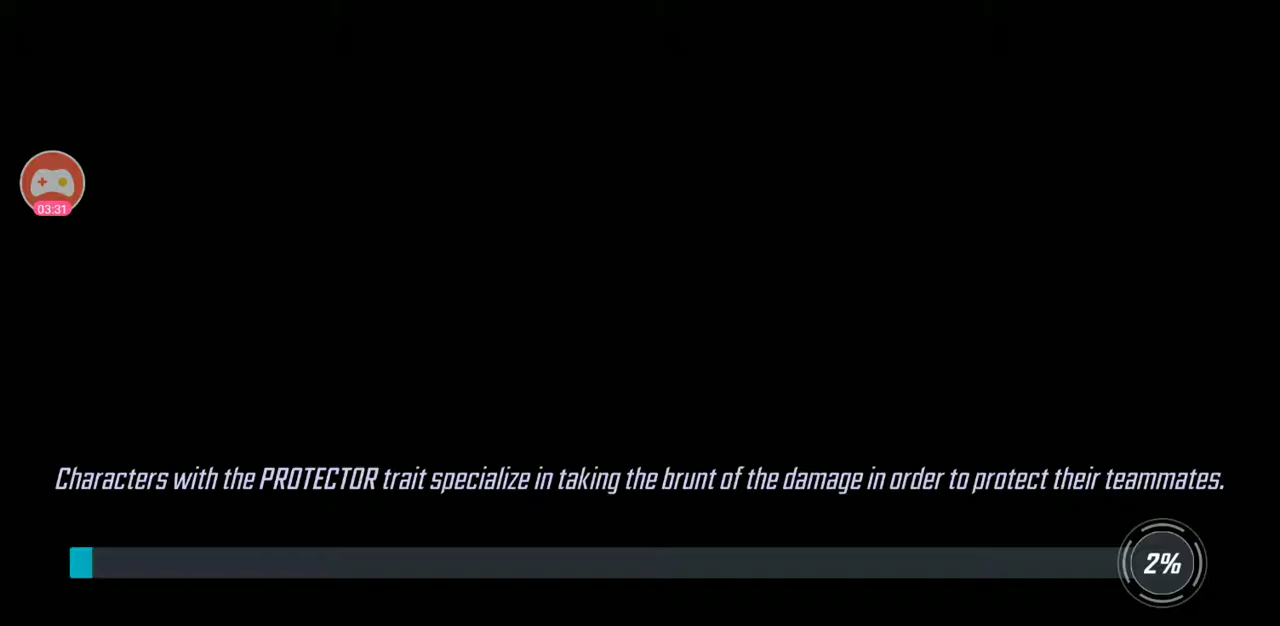 03:31
Characters with the PROTECTOR trait specialize in taking the brunt of the damage in order to protect their teammates.
2%